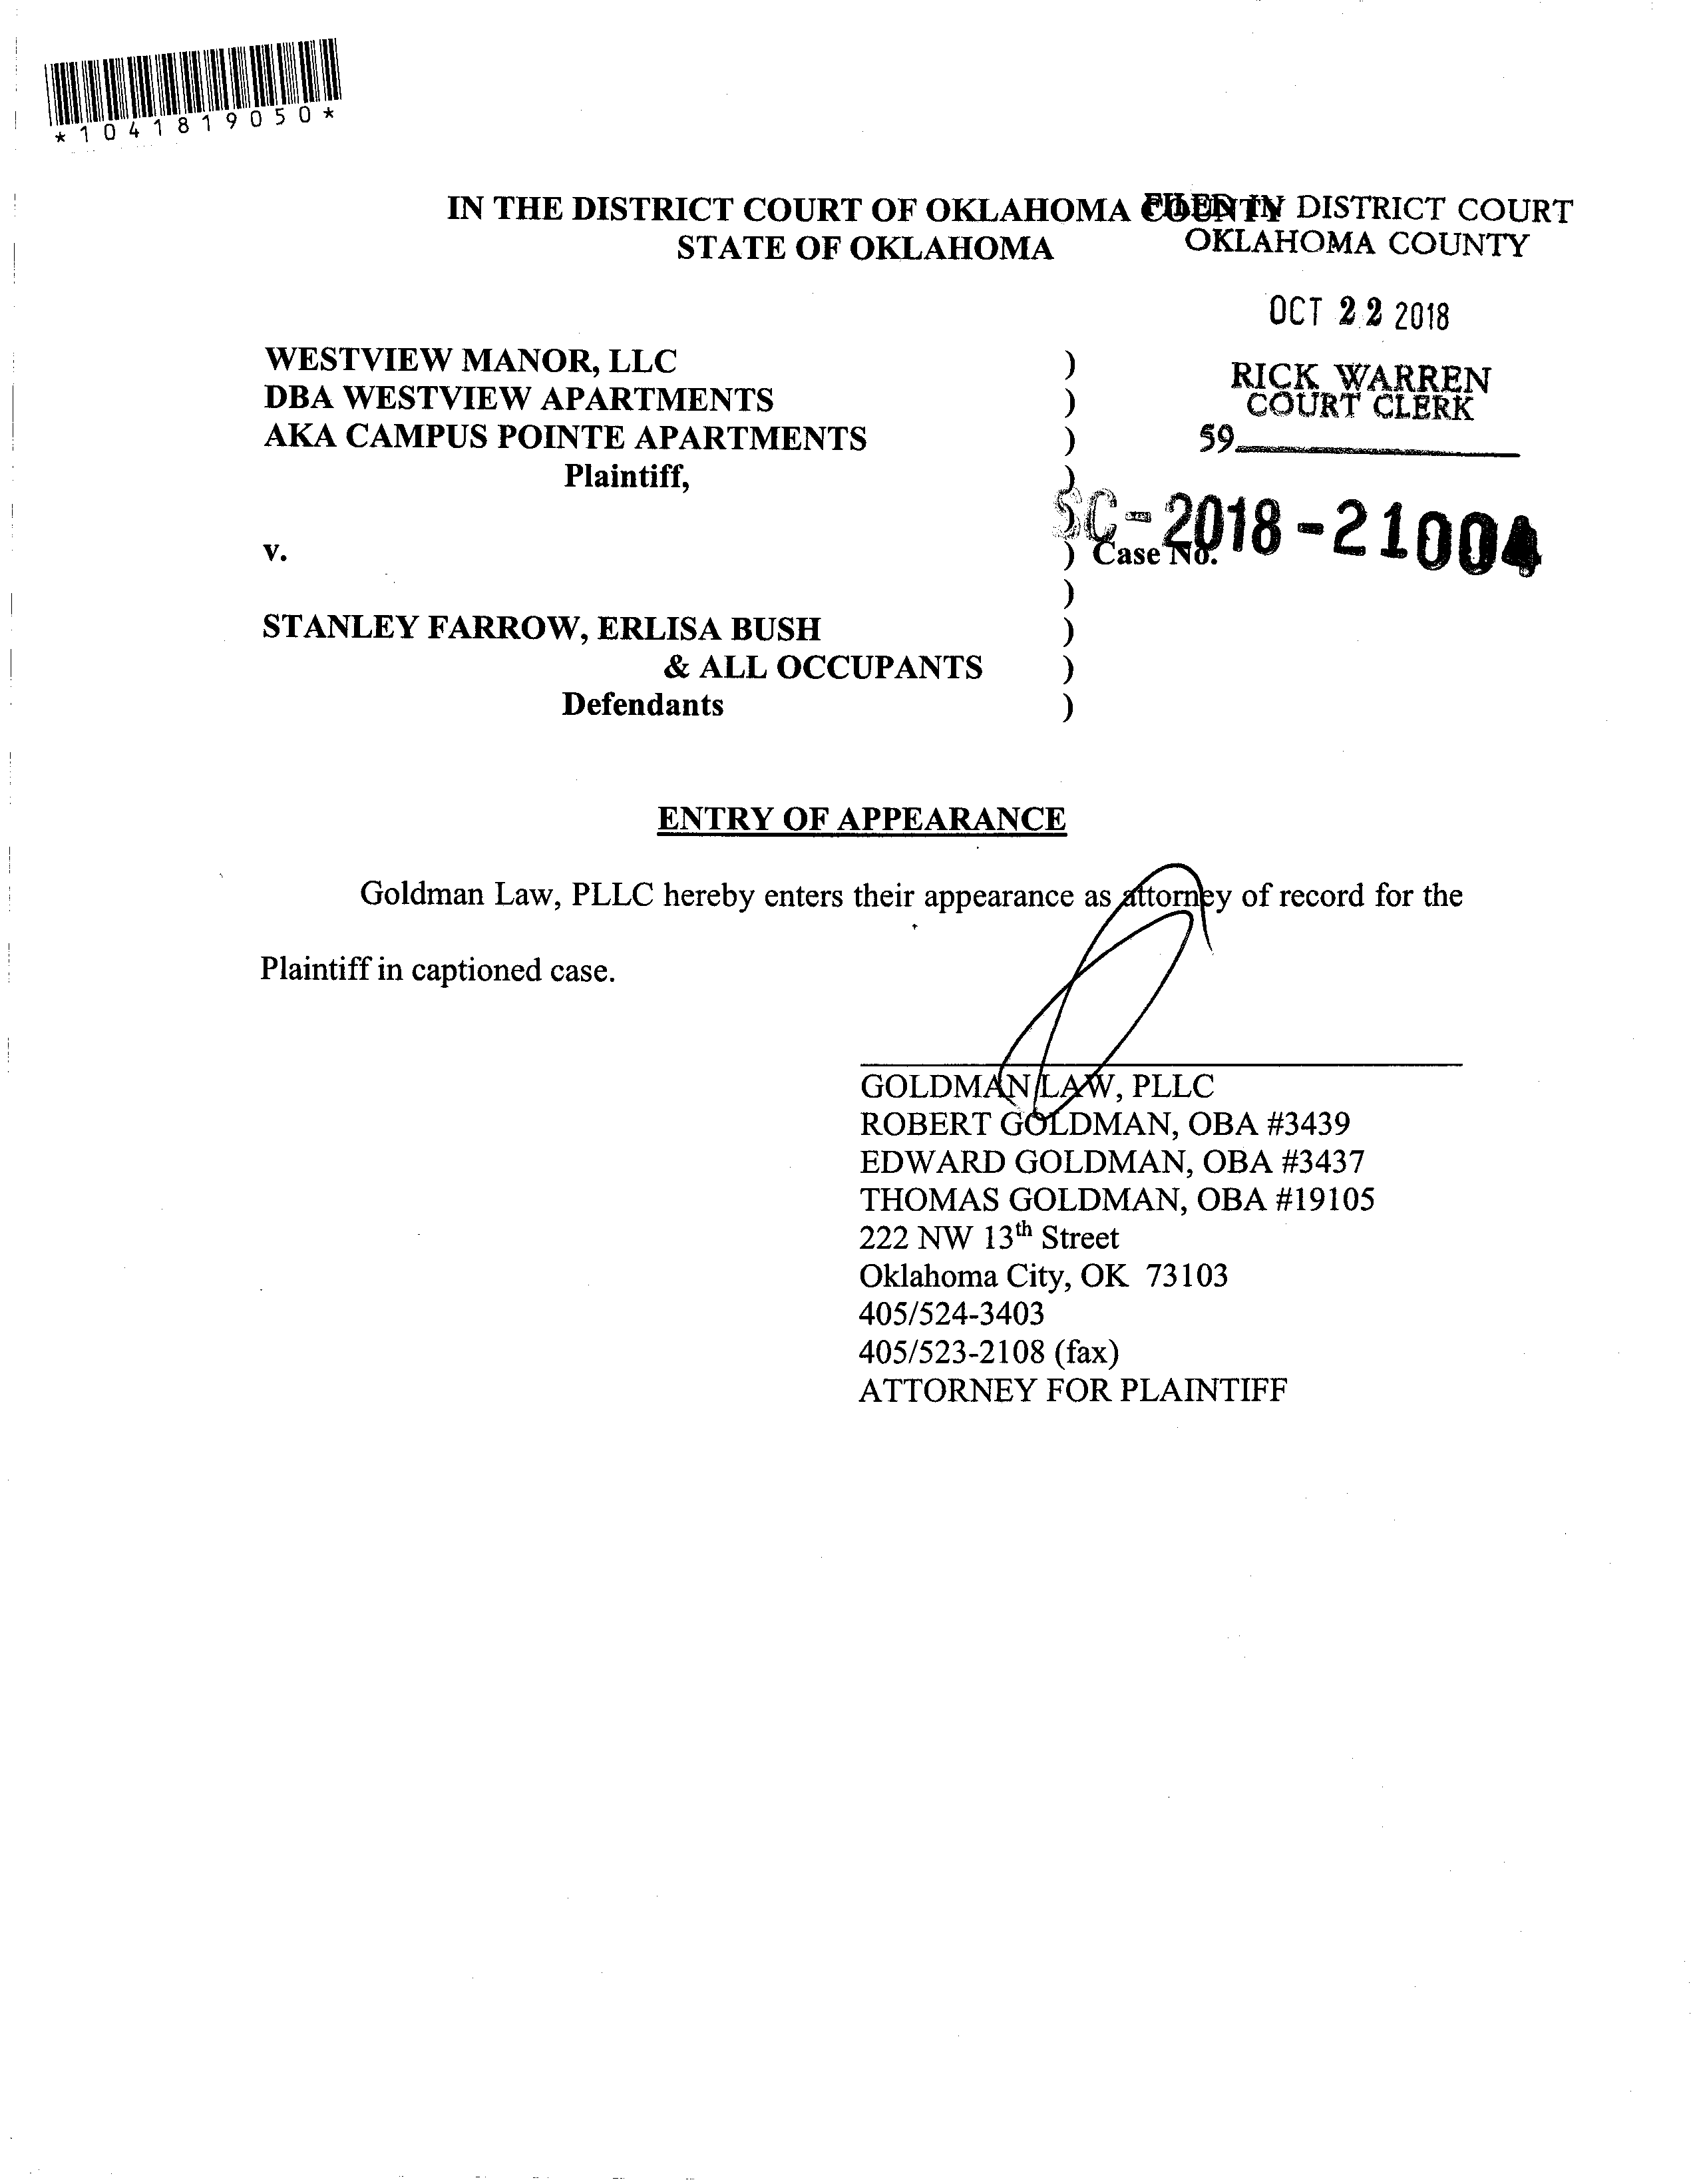 *1041819050*
IN THE DISTRICT COURT OF OKLAHOMA COUNTY
STATE OF OKLAHOMA
FILED IN DISTRICT COURT
OKLAHOMA COUNTY
OCT 22 2018
RICK WARREN
COURT CLERK
59
WESTVIEW MANOR, LLC )
DBA WESTVIEW APARTMENTS )
AKA CAMPUS POINTE APARTMENTS )
Plaintiff, )
)
SC-2018-21004
v. ) Case No.
)
STANLEY FARROW, ERLISA BUSH )
& ALL OCCUPANTS )
Defendants )
ENTRY OF APPEARANCE
Goldman Law, PLLC hereby enters their appearance as attorney of record for the
Plaintiff in captioned case.
GOLDMAN LAW, PLLC
ROBERT GOLDMAN, OBA #3439
EDWARD GOLDMAN, OBA #3437
THOMAS GOLDMAN, OBA #19105
222 NW 13th Street
Oklahoma City, OK 73103
405/524-3403
405/523-2108 (fax)
ATTORNEY FOR PLAINTIFF